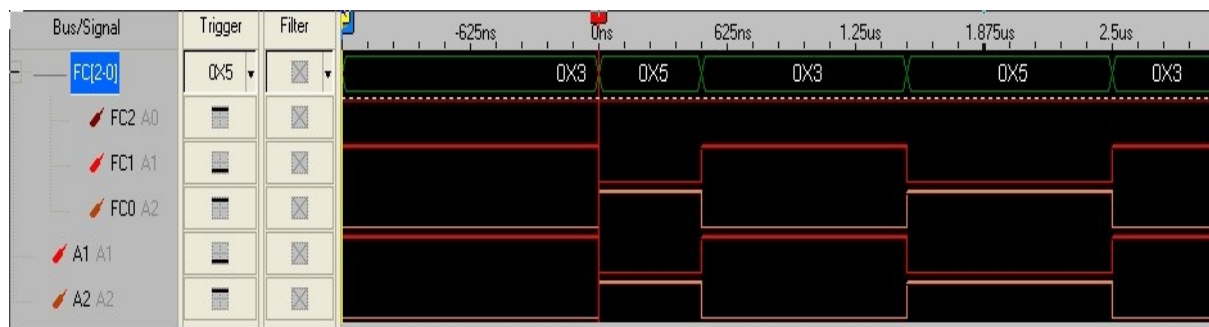 Bus/Signal Trigger Filter -625ns 0ns 625ns 1.25us 1.875us 2.5us
FC[2-0] 0X5 0X3 0X5 0X3 0X5 0X3
FC2 A0
FC1 A1
FC0 A2
A1 A1
A2 A2